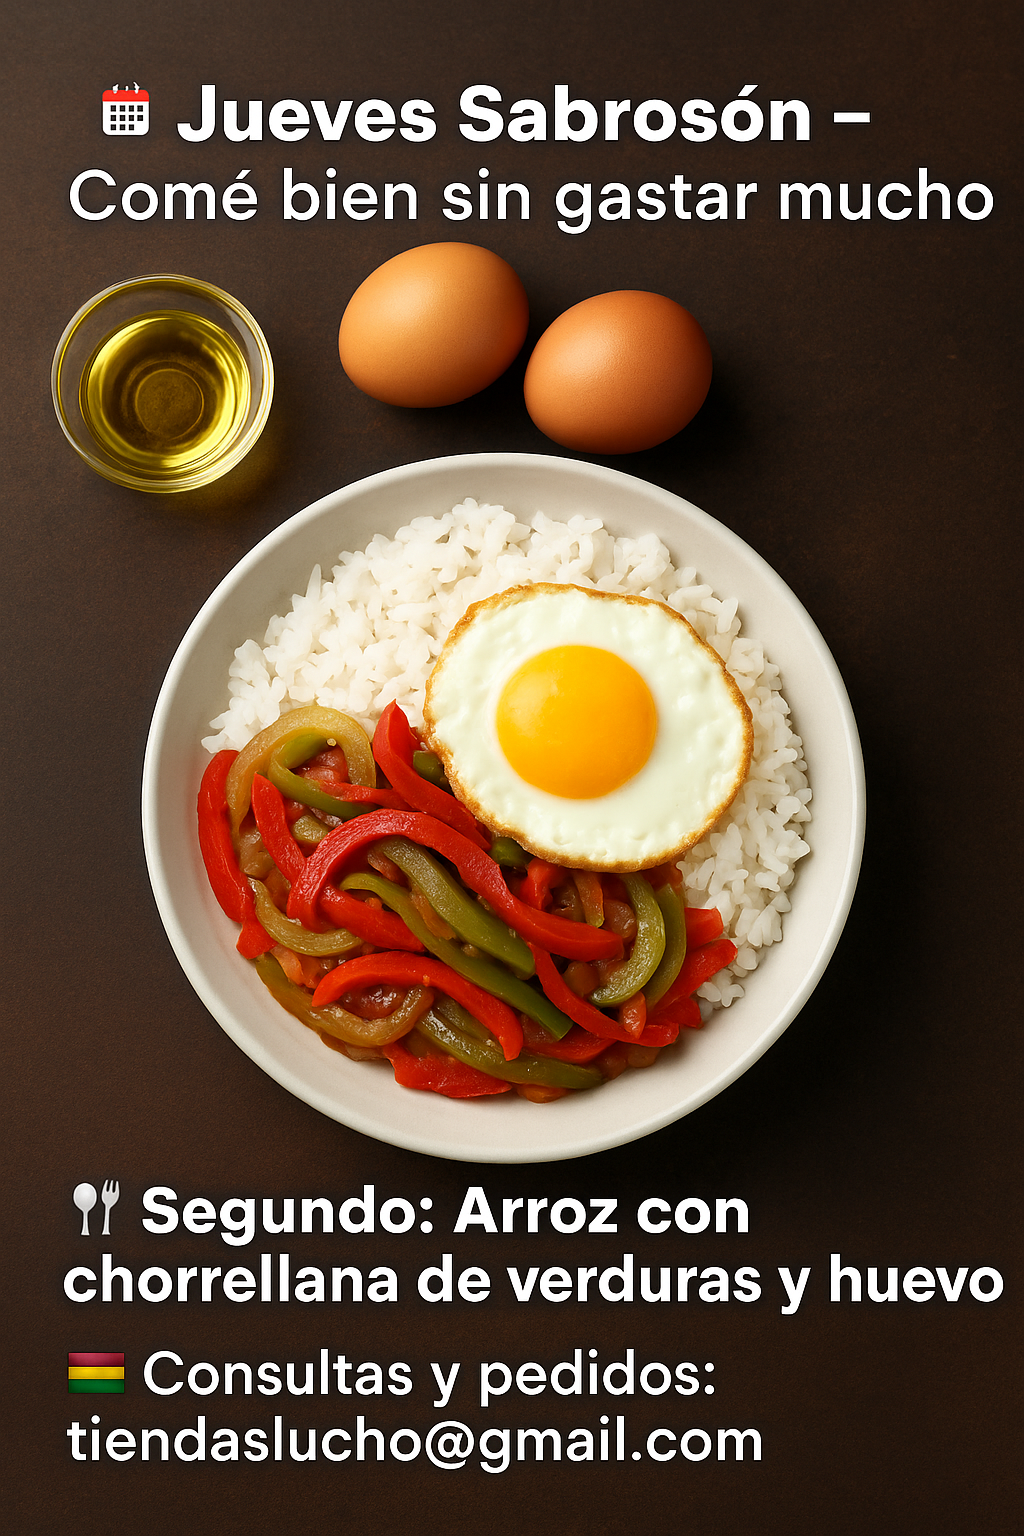 📅 Jueves Sabrosón –
Comé bien sin gastar mucho
🍽 Segundo: Arroz con
chorrellana de verduras y huevo
🇧🇴 Consultas y pedidos:
tiendaslucho@gmail.com